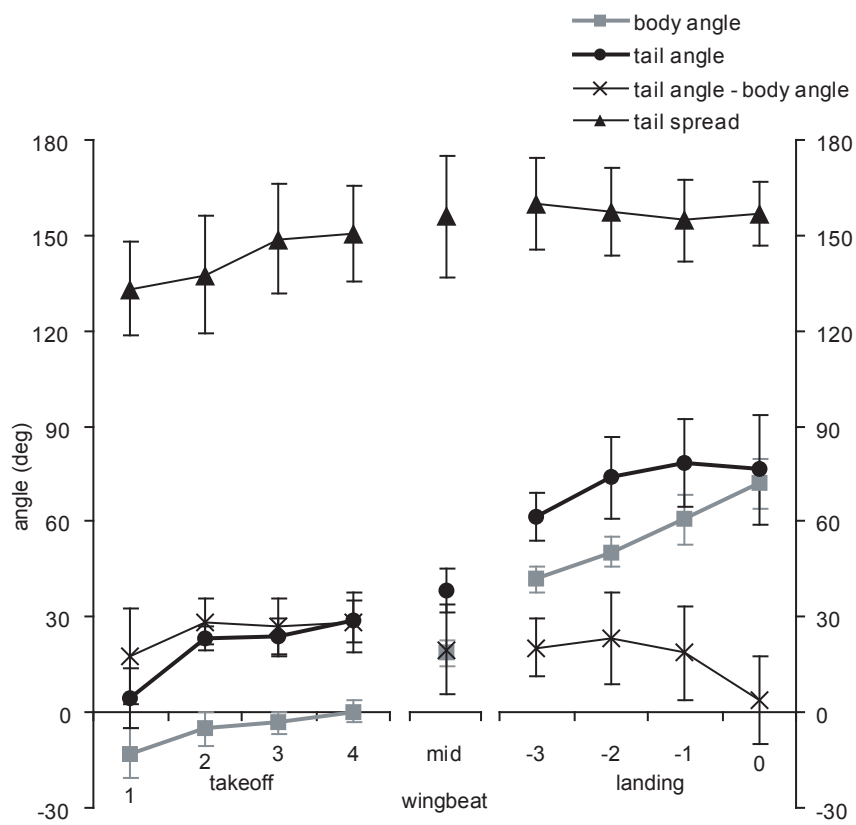 body angle
tail angle
tail angle - body angle
tail spread
180 180
150 150
120 120
90 90
angle (deg)
60 60
30 30
0 0
1 2 3 4 mid -3 -2 -1 0
takeoff landing
wingbeat
-30 -30